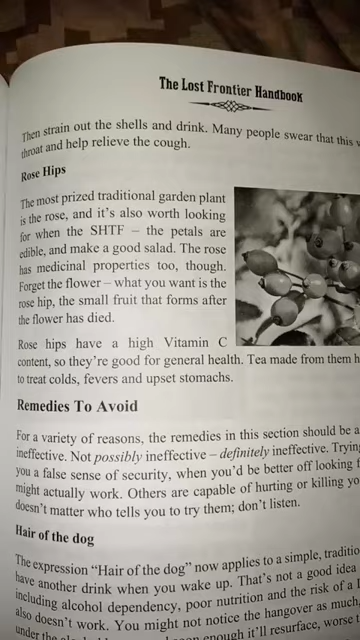 The Lost Frontier Handbook
Then strain out the shells and drink. Many people swear that this
throat and help relieve the cough.
Rose Hips
The most prized traditional garden plant
is the rose, and it's also worth looking
for when the SHTF – the petals are
edible, and make a good salad. The rose
has medicinal properties too, though.
Forget the flower – what you want is the
rose hip, the small fruit that forms after
the flower has died.
Rose hips have a high Vitamin C
content, so they're good for general health. Tea made from them h
to treat colds, fevers and upset stomachs.
Remedies To Avoid
For a variety of reasons, the remedies in this section should be a
ineffective. Not possibly ineffective – definitely ineffective. Trying
you a false sense of security, when you'd be better off looking f
might actually work. Others are capable of hurting or killing yo
doesn't matter who tells you to try them; don't listen.
Hair of the dog
The expression “Hair of the dog” now applies to a simple, traditio
have another drink when you wake up. That's not a good idea
including alcohol dependency, poor nutrition and the risk of a
also doesn't work. You might not notice the hangover as much,
under the enough it'll resurface, worse